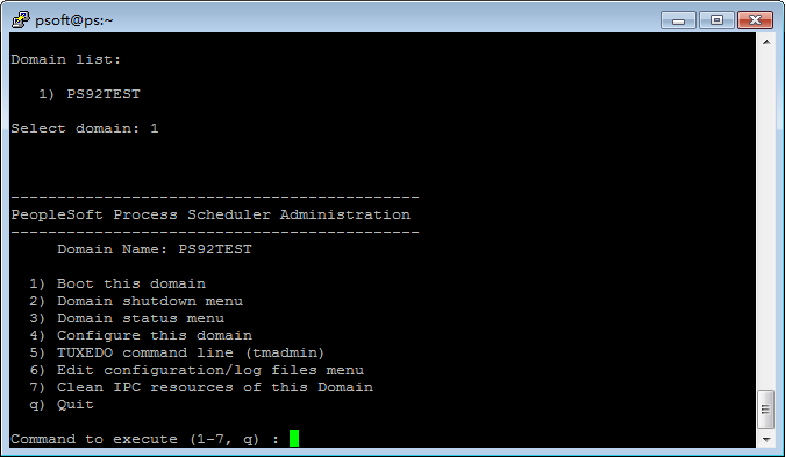 psoft@ps:~
Domain list:
1) PS92TEST
Select domain: 1
--------------------------------------------
PeopleSoft Process Scheduler Administration
--------------------------------------------
Domain Name: PS92TEST
1) Boot this domain
2) Domain shutdown menu
3) Domain status menu
4) Configure this domain
5) TUXEDO command line (tmadmin)
6) Edit configuration/log files menu
7) Clean IPC resources of this Domain
q) Quit
Command to execute (1-7, q) :